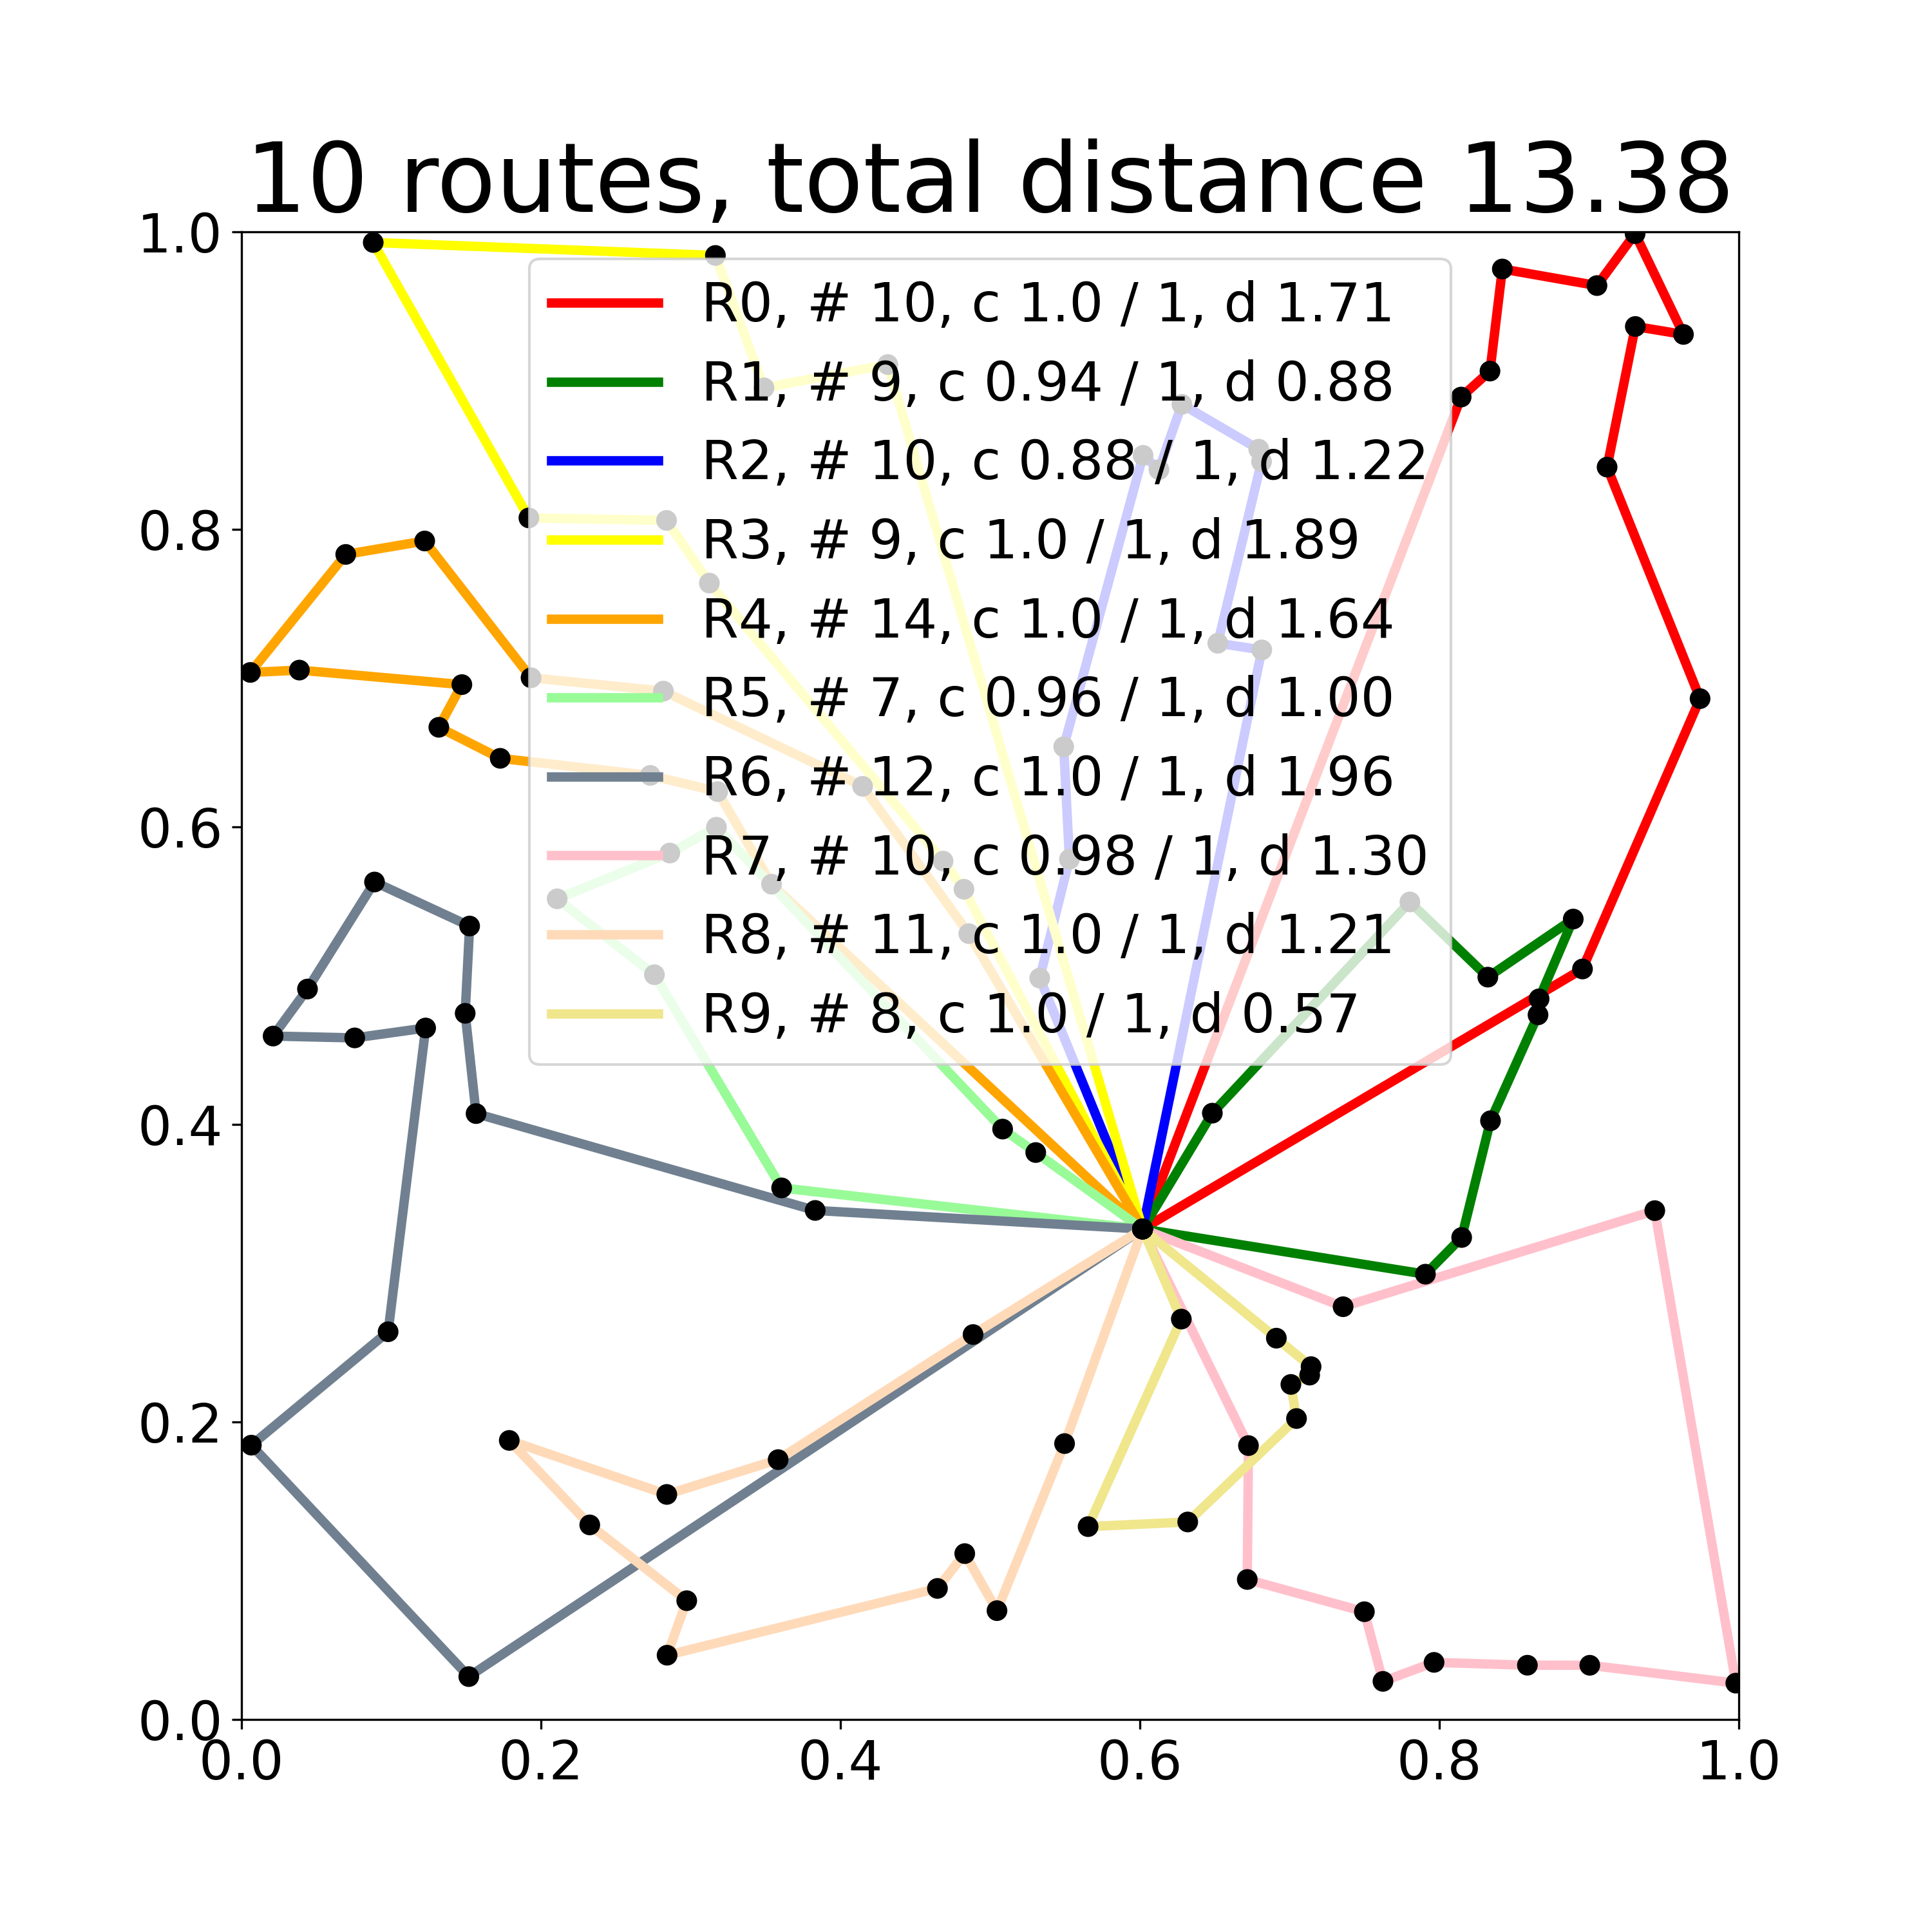 10 routes, total distance 13.38
1.0
0.8
0.6
0.4
0.2
0.0
R0, # 10, c 1.0 / 1, d 1.71
R1, # 9, c 0.94 / 1, d 0.88
R2, # 10, c 0.88 / 1, d 1.22
R3, # 9, c 1.0 / 1, d 1.89
R4, # 14, c 1.0 / 1, d 1.64
R5, # 7, c 0.96 / 1, d 1.00
R6, # 12, c 1.0 / 1, d 1.96
R7, # 10, c 0.98 / 1, d 1.30
R8, # 11, c 1.0 / 1, d 1.21
R9, # 8, c 1.0 / 1, d 0.57
0.0 0.2 0.4 0.6 0.8 1.0